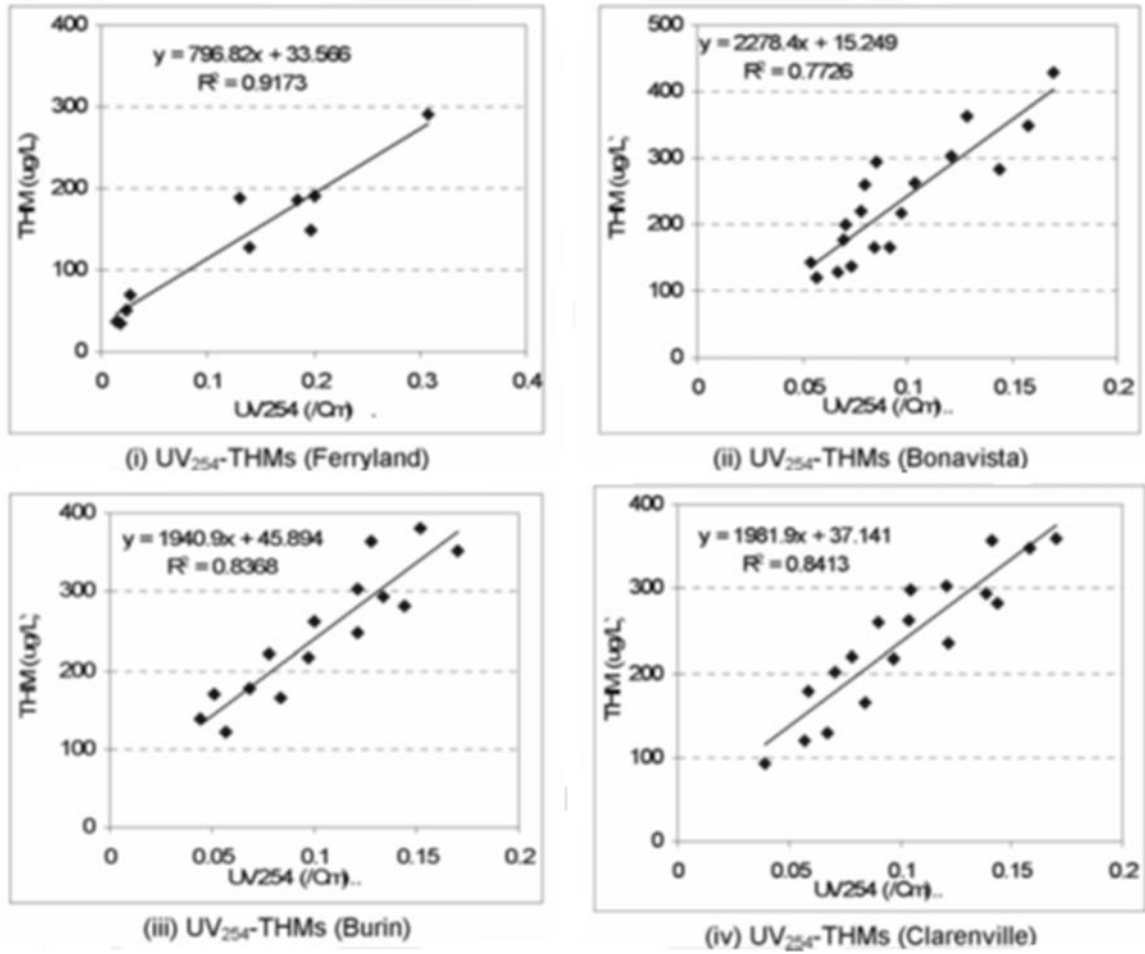 400
300
200
100
0
y = 796.82x + 33.566
R² = 0.9173
THM (ug/L)
0 0.1 0.2 0.3 0.4
UV254 (/Cm) .
(i) UV₂₅₄-THMs (Ferryland)
500
400
300
200
100
0
y = 2278.4x + 15.249
R² = 0.7726
THM (ug/L;
0 0.05 0.1 0.15 0.2
UV254 (/Cm)..
(ii) UV₂₅₄-THMs (Bonavista)
400
300
200
100
0
y = 1940.9x + 45.894
R² = 0.8368
THM (ug/L;
0 0.05 0.1 0.15 0.2
UV254 (/Cm)..
(iii) UV₂₅₄-THMs (Burin)
400
300
200
100
0
y = 1981.9x + 37.141
R² = 0.8413
THM (ug/L;
0 0.05 0.1 0.15 0.2
UV254 (/Cm)..
(iv) UV₂₅₄-THMs (Clarenville)